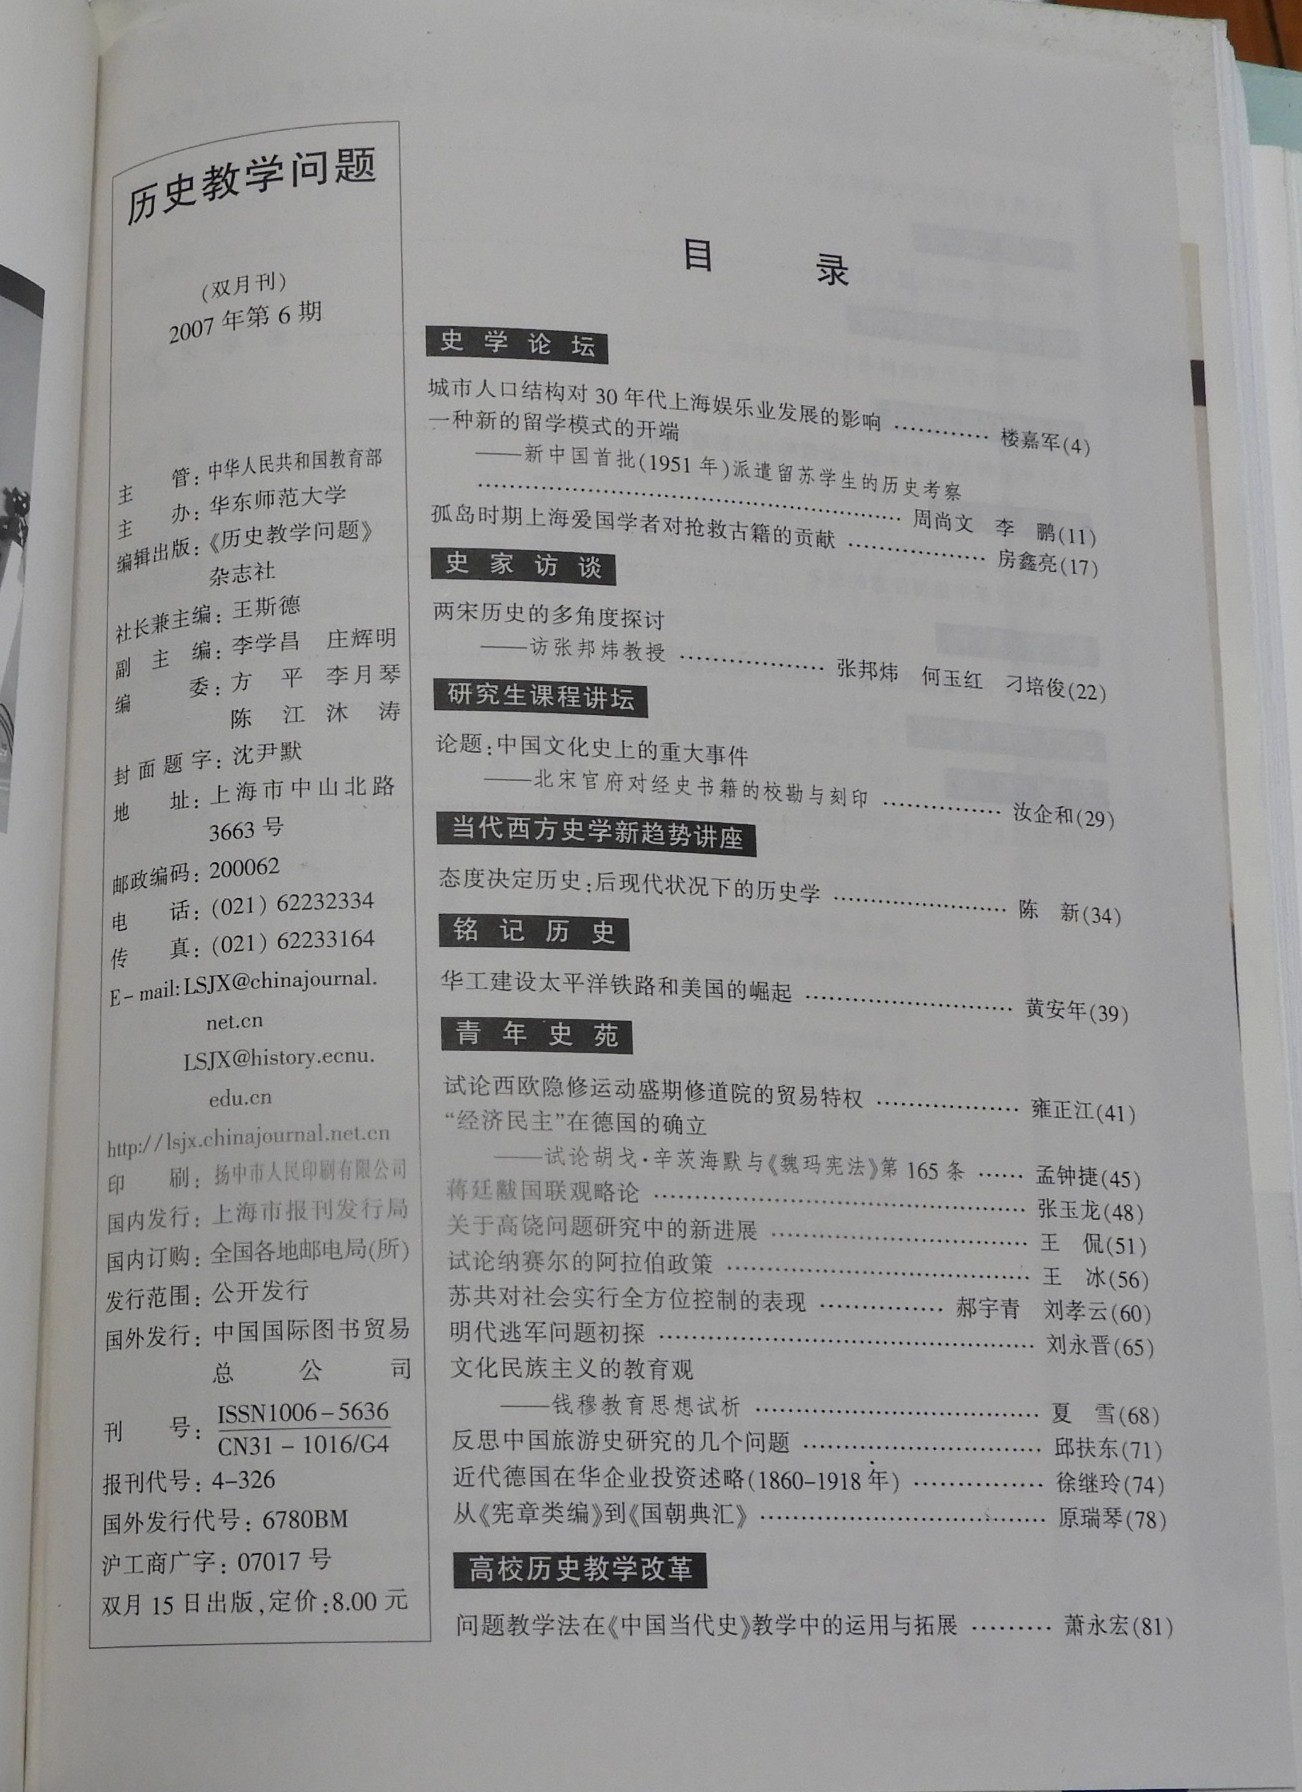 历史教学问题
(双月刊)
2007 年第 6 期
主　管:中华人民共和国教育部
主　办:华东师范大学
编辑出版:《历史教学问题》
杂志社
社长兼主编:王斯德
副主编:李学昌　庄辉明
编　委:方　平　李月琴
陈　江　沐　涛
封面题字:沈尹默
地　址:上海市中山北路
3663 号
邮政编码:200062
电　话:(021) 62232334
传　真:(021) 62233164
E-mail:LSJX@chinajournal.
net.cn
LSJX@history.ecnu.
edu.cn
http://lsjx.chinajournal.net.cn
印　刷:扬中市人民印刷有限公司
国内发行:上海市报刊发行局
国内订购:全国各地邮电局(所)
发行范围:公开发行
国外发行:中国国际图书贸易
总　公　司
刊　号:ISSN1006-5636
CN31-1016/G4
报刊代号:4-326
国外发行代号:6780BM
沪工商广字:07017 号
双月 15 日出版,定价:8.00 元
目　录
史学论坛
城市人口结构对 30 年代上海娱乐业发展的影响 ………… 楼嘉军(4)
一种新的留学模式的开端
——新中国首批(1951 年)派遣留苏学生的历史考察
………………………………………… 周尚文　李　鹏(11)
孤岛时期上海爱国学者对抢救古籍的贡献 ……………… 房鑫亮(17)
史家访谈
两宋历史的多角度探讨
——访张邦炜教授 ……………… 张邦炜　何玉红　刁培俊(22)
研究生课程讲坛
论题:中国文化史上的重大事件
——北宋官府对经史书籍的校勘与刻印 …………… 汝企和(29)
当代西方史学新趋势讲座
态度决定历史:后现代状况下的历史学 ………………… 陈　新(34)
铭记历史
华工建设太平洋铁路和美国的崛起 ……………………… 黄安年(39)
青年史苑
试论西欧隐修运动盛期修道院的贸易特权 ……………… 雍正江(41)
“经济民主”在德国的确立
——试论胡戈·辛茨海默与《魏玛宪法》第 165 条 …… 孟钟捷(45)
蒋廷黻国联观略论 ………………………………………… 张玉龙(48)
关于高饶问题研究中的新进展 …………………………… 王　侃(51)
试论纳赛尔的阿拉伯政策 ………………………………… 王　冰(56)
苏共对社会实行全方位控制的表现 …………… 郝宇青　刘孝云(60)
明代逃军问题初探 ………………………………………… 刘永晋(65)
文化民族主义的教育观
——钱穆教育思想试析 ……………………………… 夏　雪(68)
反思中国旅游史研究的几个问题 ………………………… 邱扶东(71)
近代德国在华企业投资述略(1860-1918 年) …………… 徐继玲(74)
从《宪章类编》到《国朝典汇》 ………………………… 原瑞琴(78)
高校历史教学改革
问题教学法在《中国当代史》教学中的运用与拓展 ……… 萧永宏(81)